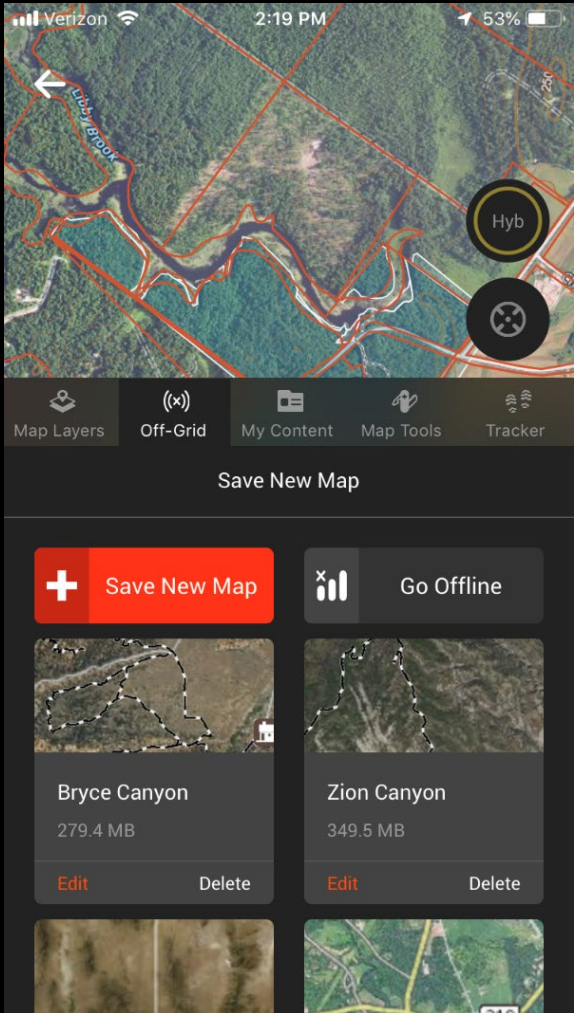 Verizon 2:19 PM 53%
Libby Brook
250
Hyb
Map Layers Off-Grid My Content Map Tools Tracker
Save New Map
Save New Map Go Offline
Bryce Canyon Zion Canyon
279.4 MB 349.5 MB
Edit Delete Edit Delete
210